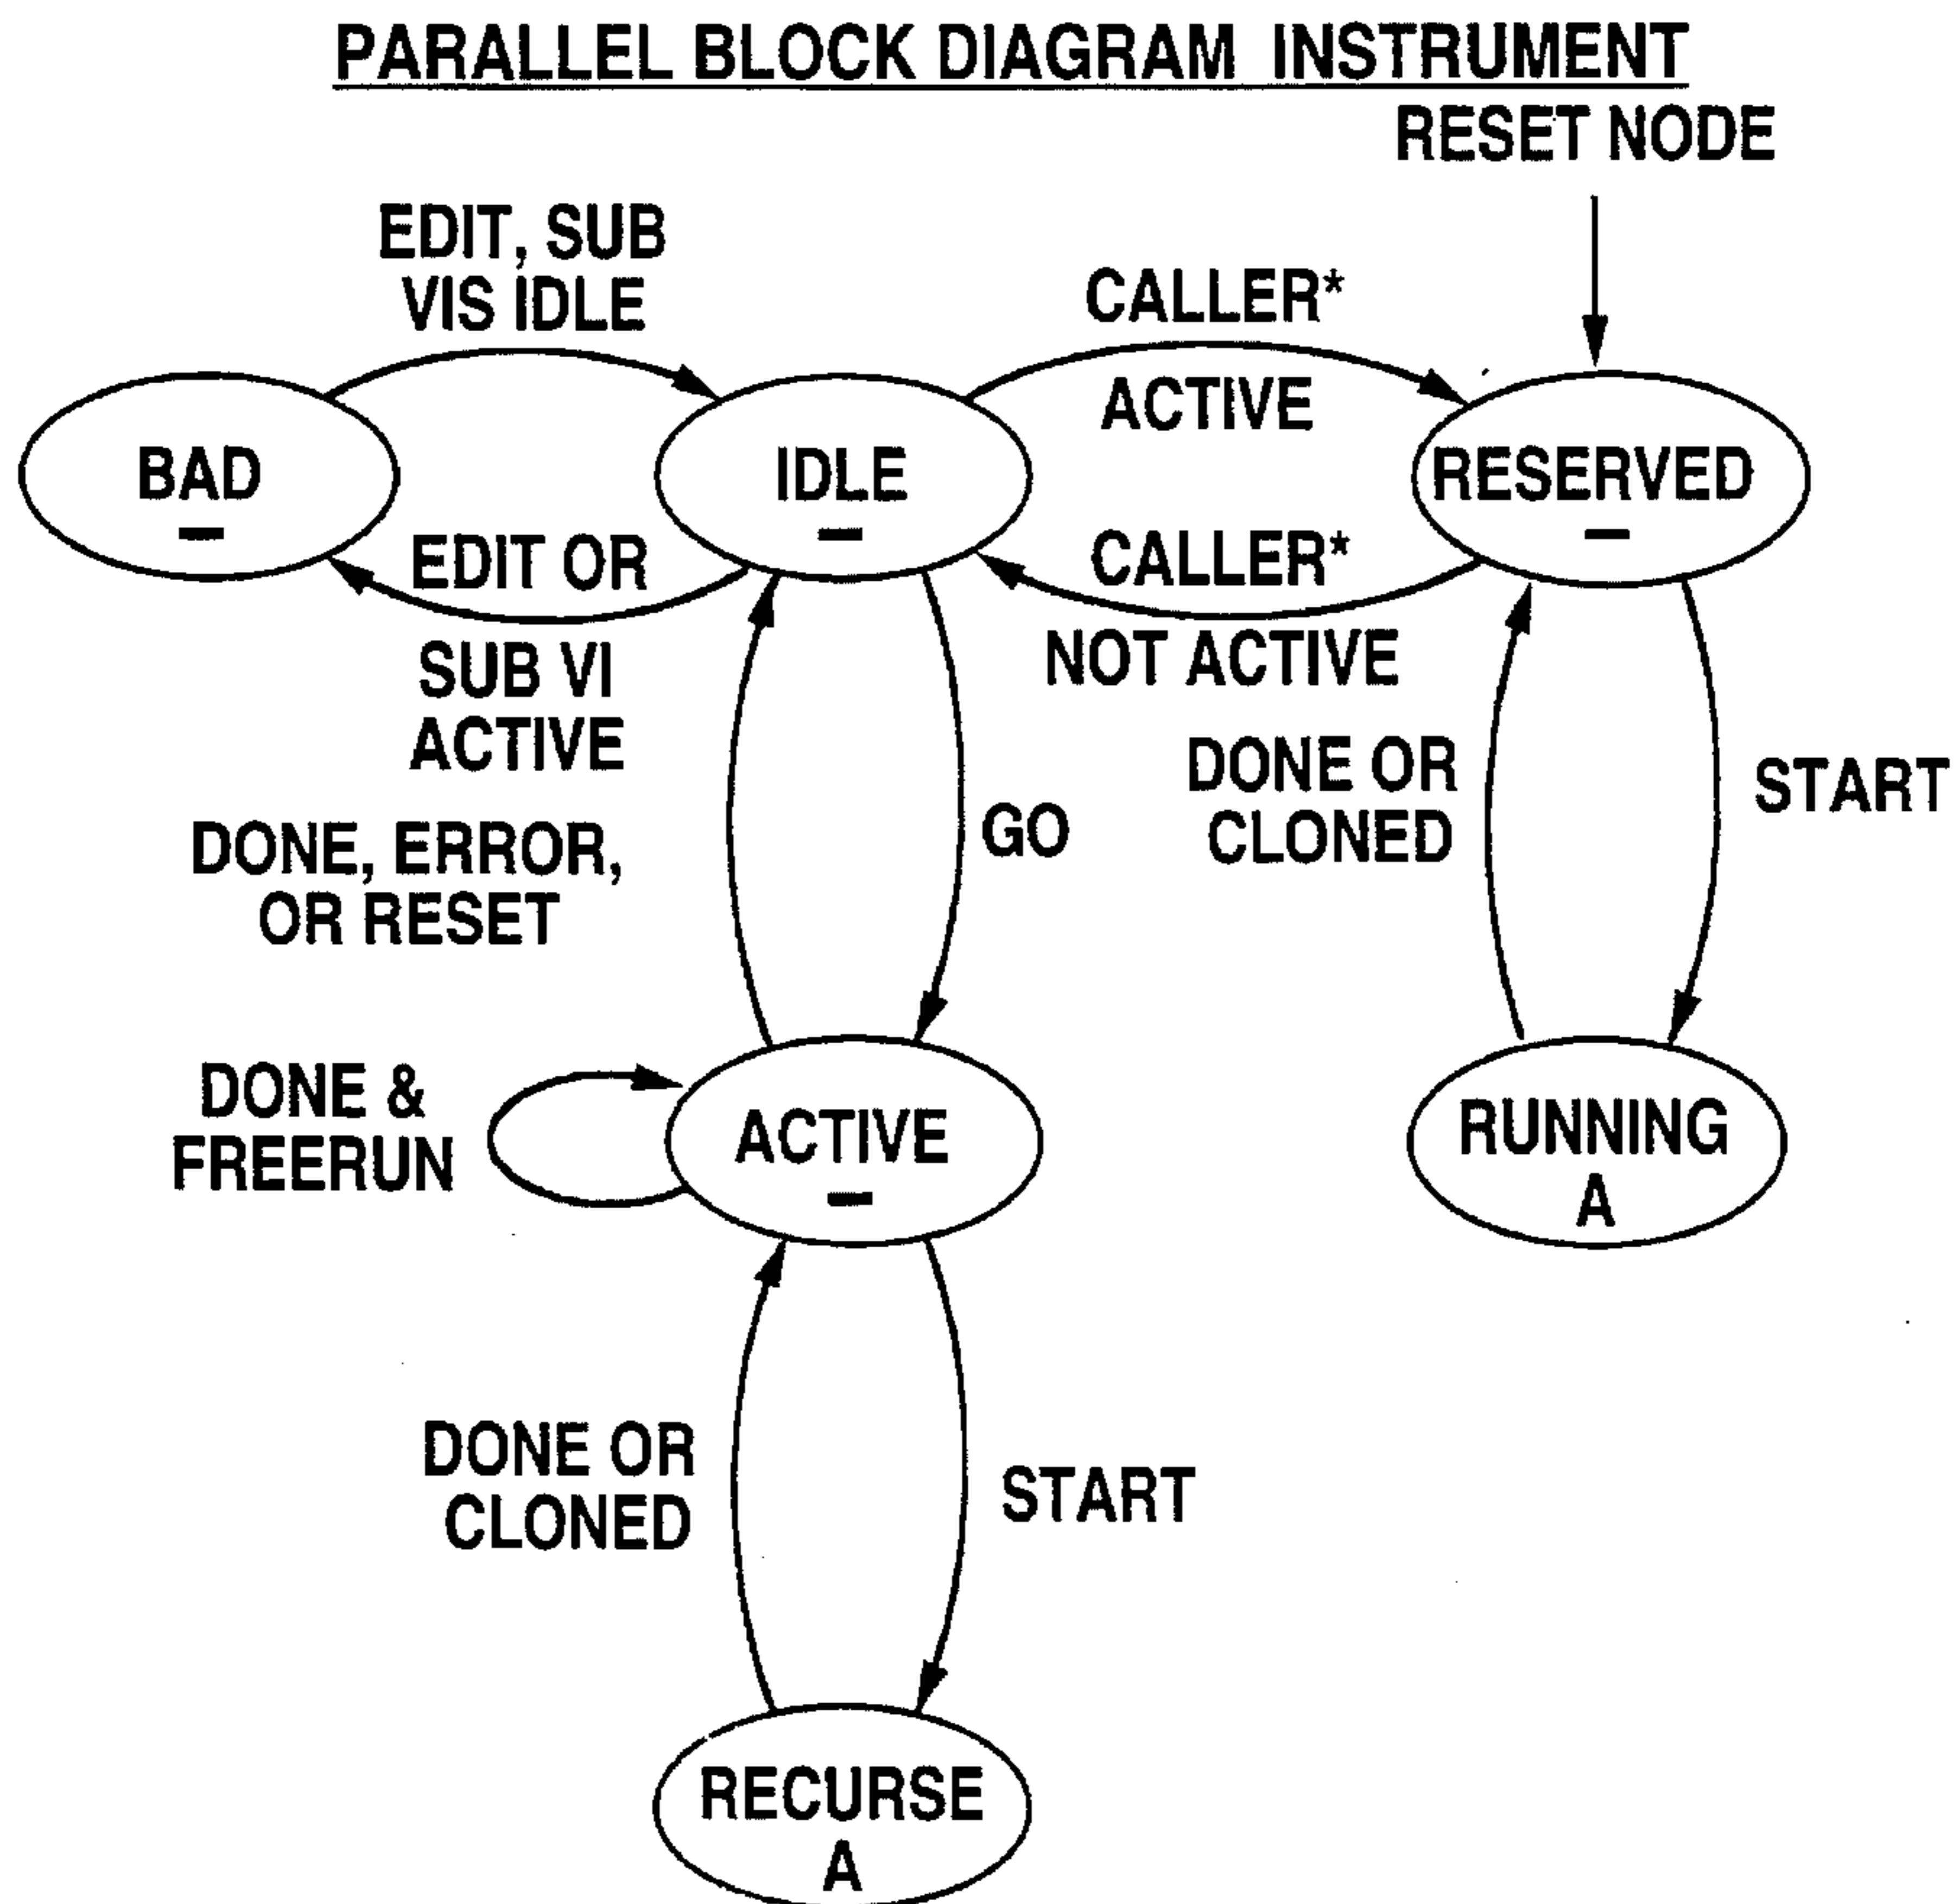 PARALLEL BLOCK DIAGRAM INSTRUMENT
RESET NODE
EDIT, SUB
VIS IDLE
CALLER*
ACTIVE
BAD
–
IDLE
–
RESERVED
–
EDIT OR
SUB VI
ACTIVE
CALLER*
NOT ACTIVE
DONE, ERROR,
OR RESET
GO
DONE OR
CLONED
START
DONE &
FREERUN
ACTIVE
–
RUNNING
A
DONE OR
CLONED
START
RECURSE
A